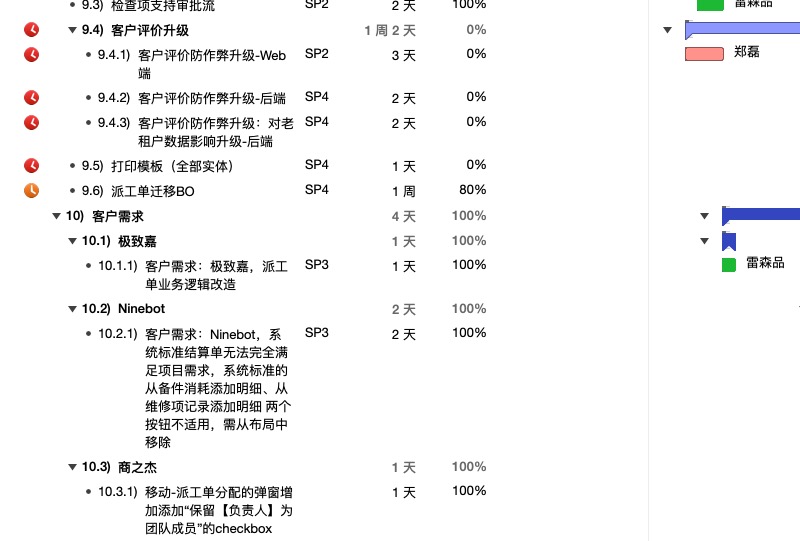 9.3) 检查项支持审批流 SP2 2 天 100% 雷森品
9.4) 客户评价升级 1 周 2 天 0%
9.4.1) 客户评价防作弊升级-Web SP2 3 天 0% 郑磊
端
9.4.2) 客户评价防作弊升级-后端 SP4 2 天 0%
9.4.3) 客户评价防作弊升级：对老 SP4 2 天 0%
租户数据影响升级-后端
9.5) 打印模板（全部实体） SP4 1 天 0%
9.6) 派工单迁移BO SP4 1 周 80%
10) 客户需求 4 天 100%
10.1) 极致嘉 1 天 100%
10.1.1) 客户需求：极致嘉，派工 SP3 1 天 100% 雷森品
单业务逻辑改造
10.2) Ninebot 2 天 100%
10.2.1) 客户需求：Ninebot，系 SP3 2 天 100%
统标准结算单无法完全满
足项目需求，系统标准的
从备件消耗添加明细、从
维修项记录添加明细 两个
按钮不适用，需从布局中
移除
10.3) 商之杰 1 天 100%
10.3.1) 移动-派工单分配的弹窗增 1 天 100%
加添加“保留【负责人】为
团队成员”的checkbox